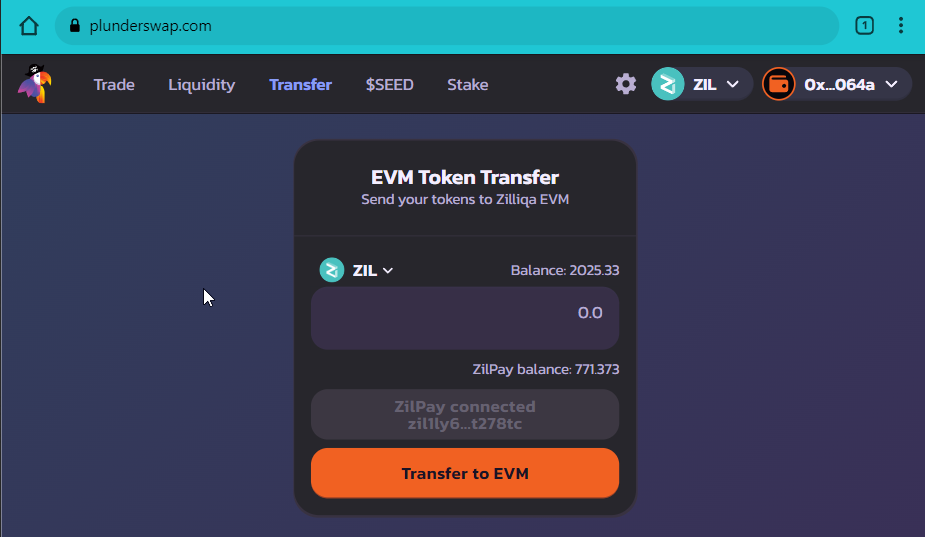 plunderswap.com
1
Trade Liquidity Transfer $SEED Stake ZIL 0x...064a
EVM Token Transfer
Send your tokens to Zilliqa EVM
ZIL Balance: 2025.33
0.0
ZilPay balance: 771.373
ZilPay connected
zil1ly6...t278tc
Transfer to EVM